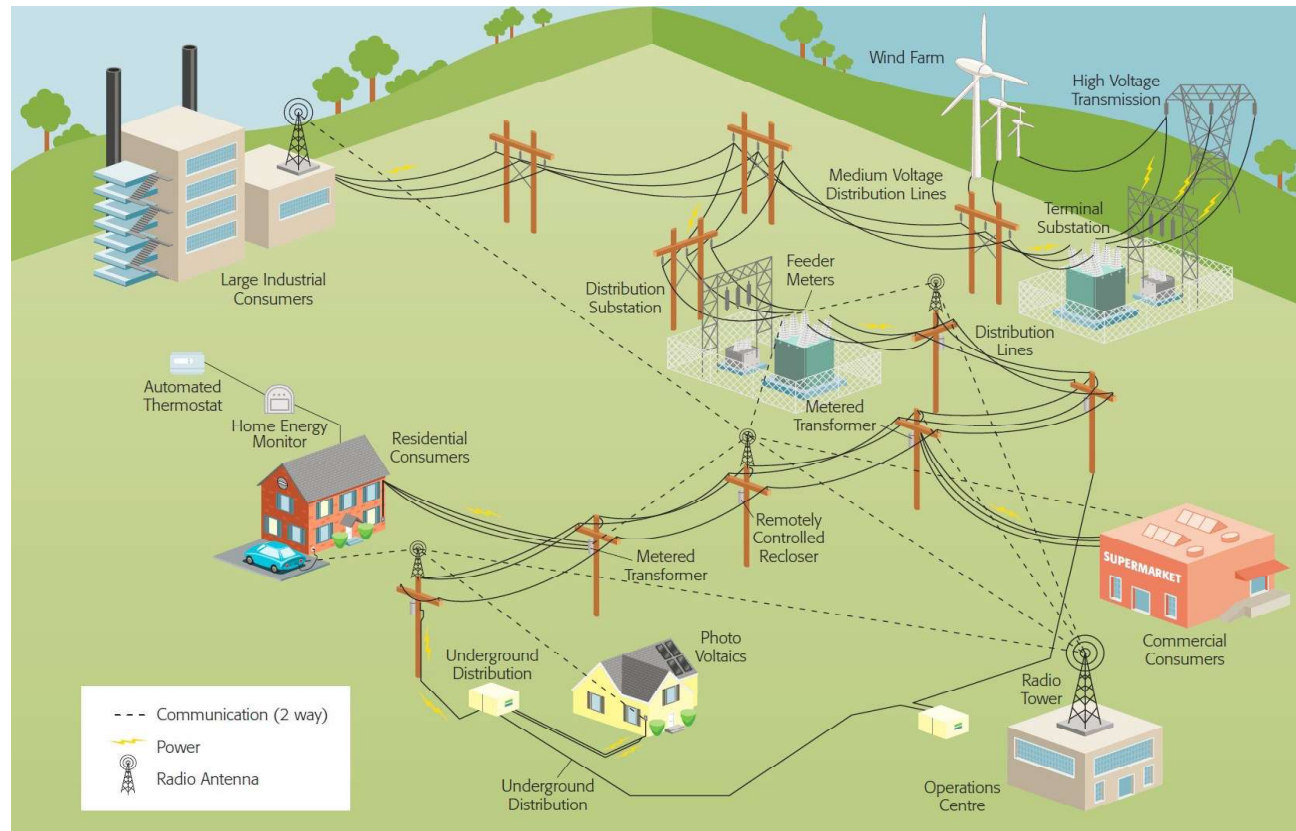 Wind Farm
High Voltage
Transmission
Medium Voltage
Distribution Lines
Terminal
Substation
Large Industrial
Consumers
Distribution
Substation
Feeder
Meters
Distribution
Lines
Automated
Thermostat
Home Energy
Monitor
Residential
Consumers
Metered
Transformer
Remotely
Controlled
Recloser
Metered
Transformer
SUPERMARKET
Commercial
Consumers
Underground
Distribution
Photo
Voltaics
Radio
Tower
Underground
Distribution
Operations
Centre
Communication (2 way)
Power
Radio Antenna